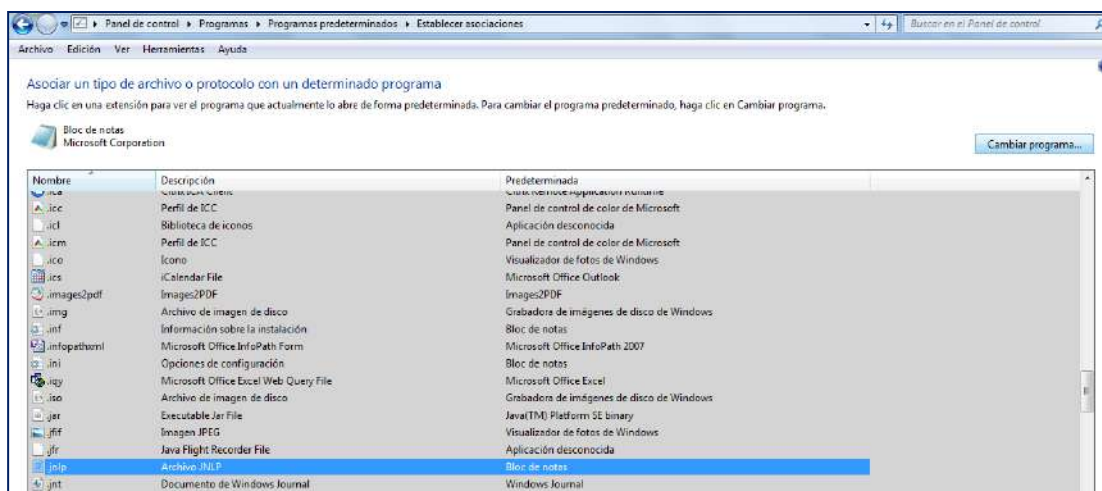 Panel de control ▸ Programas ▸ Programas predeterminados ▸ Establecer asociaciones Buscar en el Panel de control
Archivo Edición Ver Herramientas Ayuda
Asociar un tipo de archivo o protocolo con un determinado programa
Haga clic en una extensión para ver el programa que actualmente lo abre de forma predeterminada. Para cambiar el programa predeterminado, haga clic en Cambiar programa.
Bloc de notas
Microsoft Corporation
Cambiar programa...
Nombre Descripción Predeterminada
.ica Citrix ICA Client Citrix Remote Application Runtime
.icc Perfil de ICC Panel de control de color de Microsoft
.icl Biblioteca de iconos Aplicación desconocida
.icm Perfil de ICC Panel de control de color de Microsoft
.ico Icono Visualizador de fotos de Windows
.ics iCalendar File Microsoft Office Outlook
.images2pdf Images2PDF Images2PDF
.img Archivo de imagen de disco Grabadora de imágenes de disco de Windows
.inf Información sobre la instalación Bloc de notas
.infopathxml Microsoft Office InfoPath Form Microsoft Office InfoPath 2007
.ini Opciones de configuración Bloc de notas
.iqy Microsoft Office Excel Web Query File Microsoft Office Excel
.iso Archivo de imagen de disco Grabadora de imágenes de disco de Windows
.jar Executable Jar File Java(TM) Platform SE binary
.jfif Imagen JPEG Visualizador de fotos de Windows
.jfr Java Flight Recorder File Aplicación desconocida
.jnlp Archivo JNLP Bloc de notas
.jnt Documento de Windows Journal Windows Journal